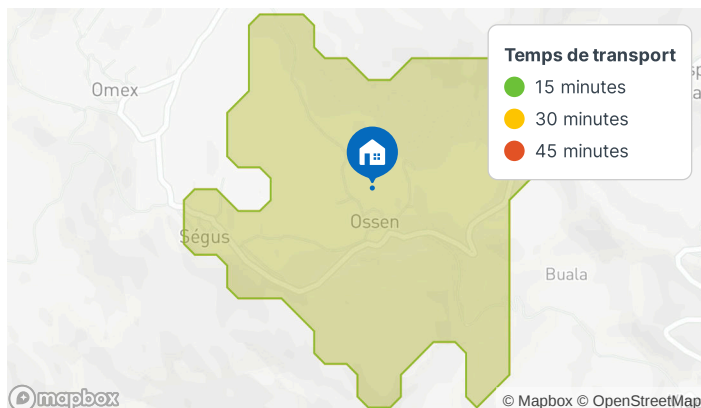 Temps de transport
15 minutes
30 minutes
45 minutes
Omex
Ossen
Ségus
Buala
mapbox
© Mapbox © OpenStreetMap